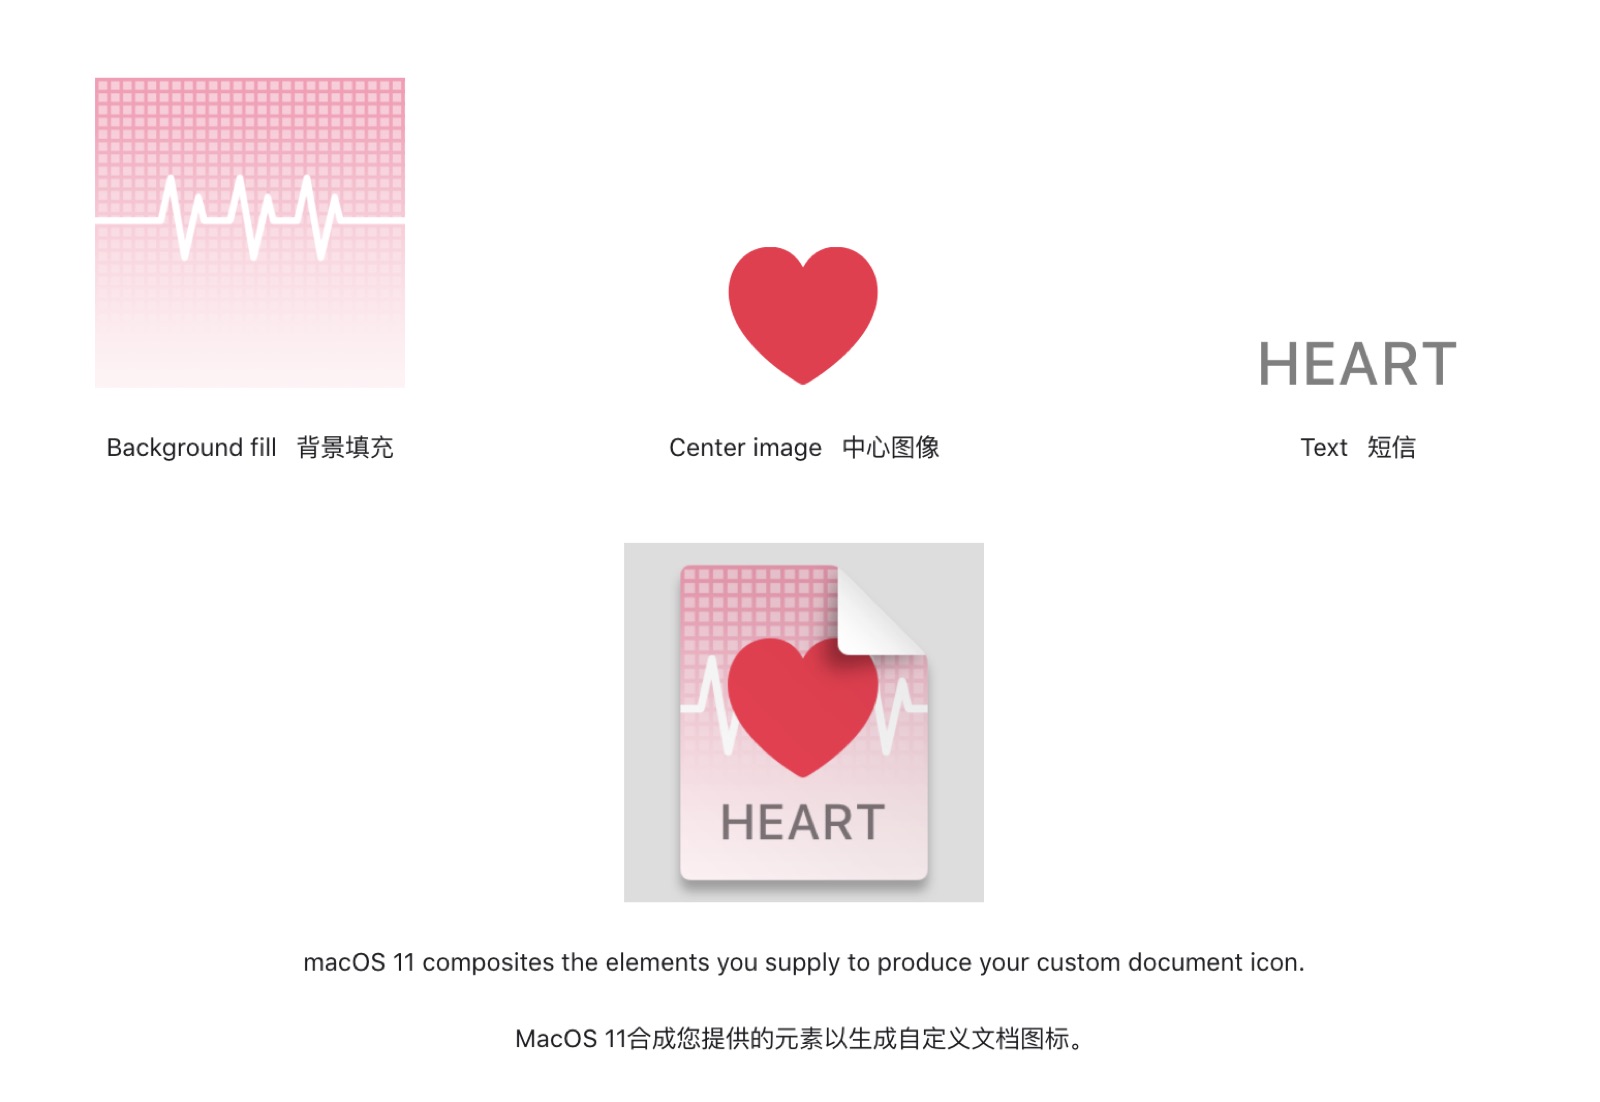 HEART
Background fill 背景填充
Center image 中心图像
Text 短信
HEART
macOS 11 composites the elements you supply to produce your custom document icon.
MacOS 11合成您提供的元素以生成自定义文档图标。